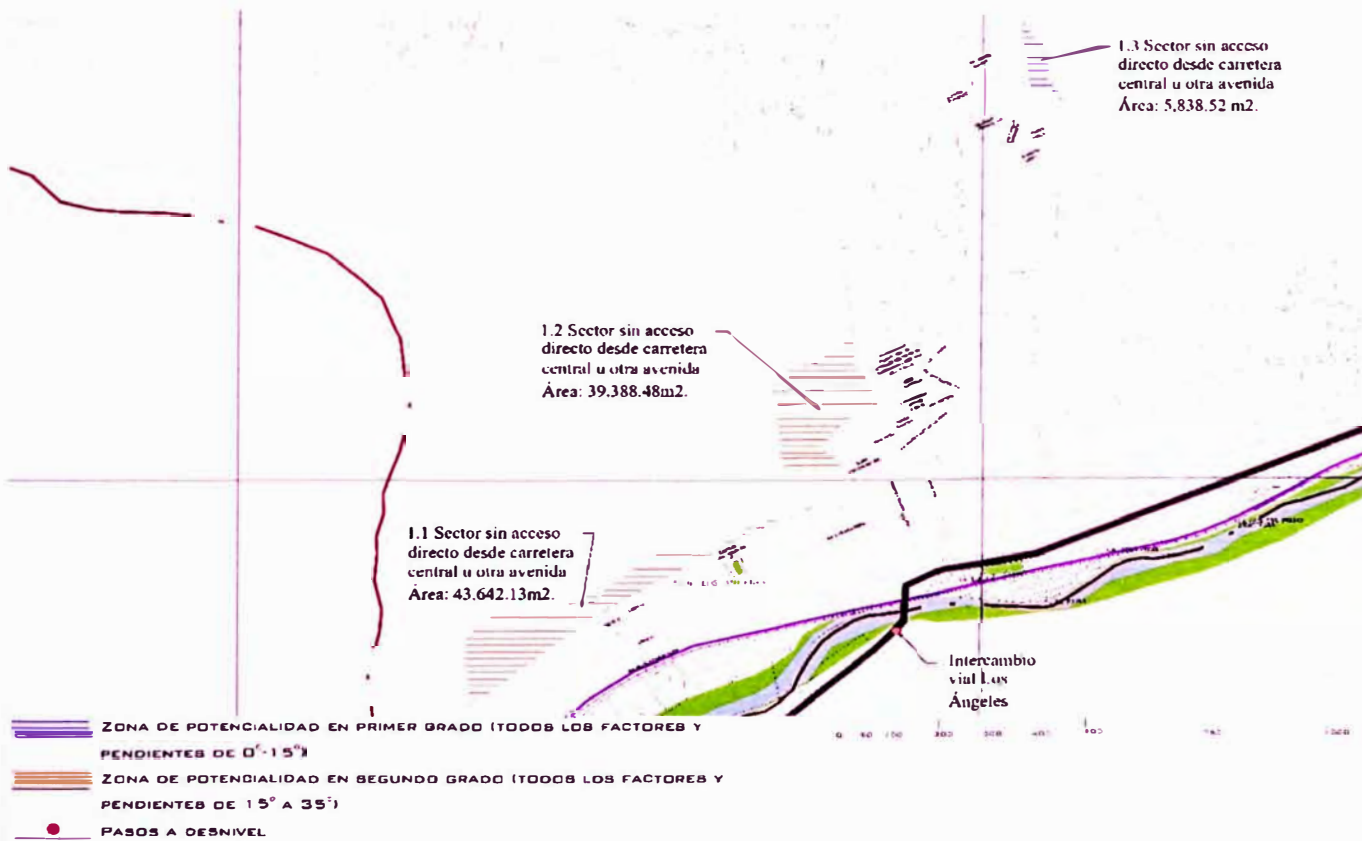 1.3 Sector sin acceso
directo desde carretera
central u otra avenida
Área: 5,838.52 m2.
1.2 Sector sin acceso
directo desde carretera
central u otra avenida
Área: 39.388.48m2.
1.1 Sector sin acceso
directo desde carretera
central u otra avenida
Área: 43,642.13m2.
Intercambio
vial Los
Ángeles
ZONA DE POTENCIALIDAD EN PRIMER GRADO (TODOS LOS FACTORES Y
PENDIENTES DE 0°-15°)
ZONA DE POTENCIALIDAD EN SEGUNDO GRADO (TODOS LOS FACTORES Y
PENDIENTES DE 15° A 35°)
PASOS A DESNIVEL